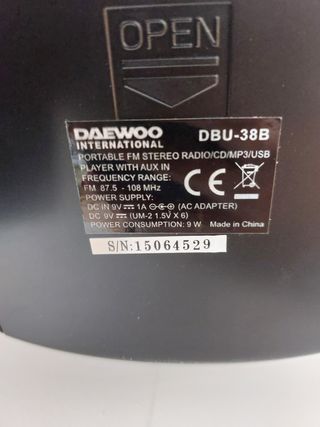 OPEN
DAEWOO
INTERNATIONAL
DBU-38B
PORTABLE FM STEREO RADIO/CD/MP3/USB
PLAYER WITH AUX IN
FREQUENCY RANGE:
FM 87.5 - 108 MHz
POWER SUPPLY:
DC IN 9V⎓1A (AC ADAPTER)
DC 9V⎓ (UM-2 1.5V X 6)
POWER CONSUMPTION: 9 W Made in China
CE
S/N:15064529